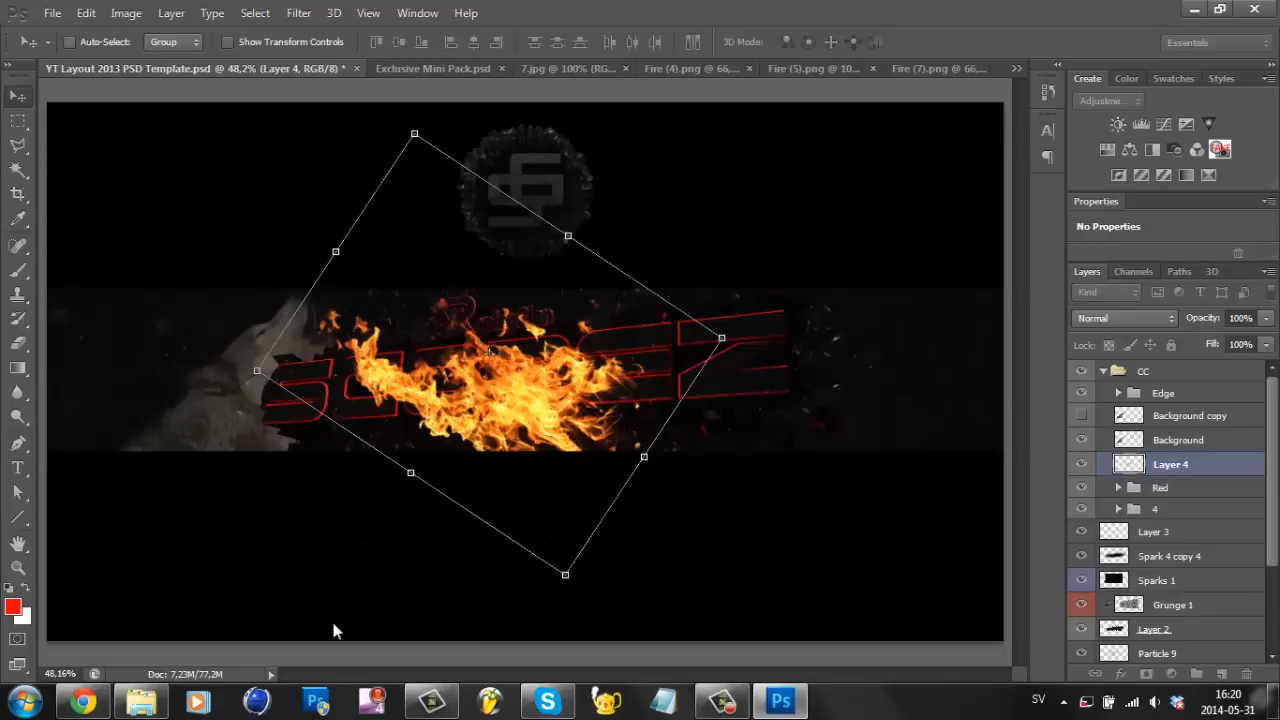 Ps File Edit Image Layer Type Select Filter 3D View Window Help
Auto-Select: Group Show Transform Controls 3D Mode: Essentials
YT Layout 2013 PSD Template.psd @ 48,2% (Layer 4, RGB/8) * × Exclusive Mini Pack.psd × 7.jpg @ 100% (RG... × Fire (4).png @ 66,... × Fire (5).png @ 10... × Fire (7).png @ 66,... ×
Create Color Swatches Styles
Adjustme...
Properties
No Properties
Layers Channels Paths 3D
Kind
Normal Opacity: 100%
Lock: Fill: 100%
CC
Edge
Background copy
Background
Layer 4
Red
4
Layer 3
Spark 4 copy 4
Sparks 1
Grunge 1
Layer 2
Particle 9
48,16% Doc: 7,23M/77,2M
SV 16:20
2014-05-31